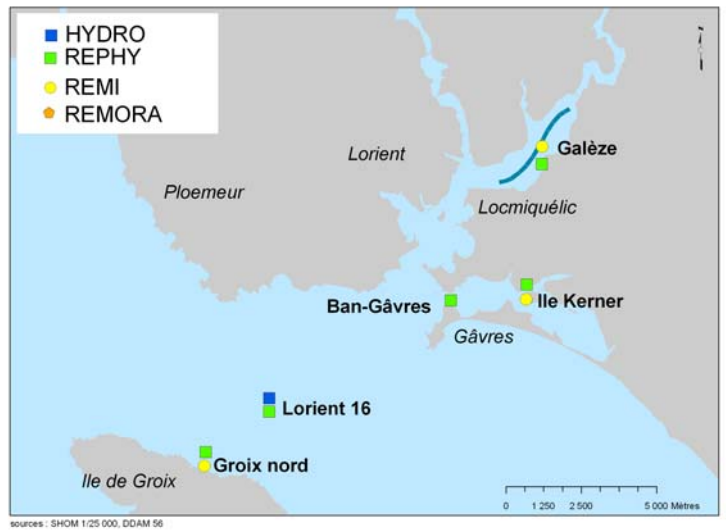 HYDRO
REPHY
REMI
REMORA
Lorient
Galèze
Ploemeur
Locmiquélic
Ban-Gâvres
Ile Kerner
Gâvres
Lorient 16
Groix nord
Ile de Groix
0 1 250 2 500 5 000 Mètres
sources : SHOM 1/25 000, DDAM 56